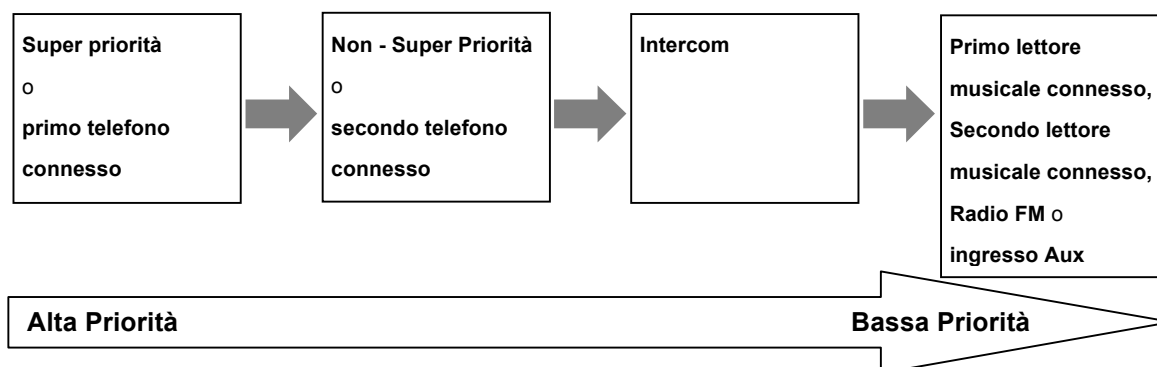 Super priorità
o
primo telefono
connesso
Non - Super Priorità
o
secondo telefono
connesso
Intercom
Primo lettore
musicale connesso,
Secondo lettore
musicale connesso,
Radio FM o
ingresso Aux
Alta Priorità
Bassa Priorità